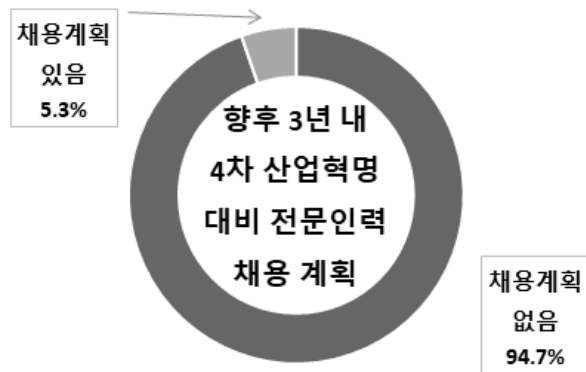 채용계획
있음
5.3%
향후 3년 내
4차 산업혁명
대비 전문인력
채용 계획
채용계획
없음
94.7%